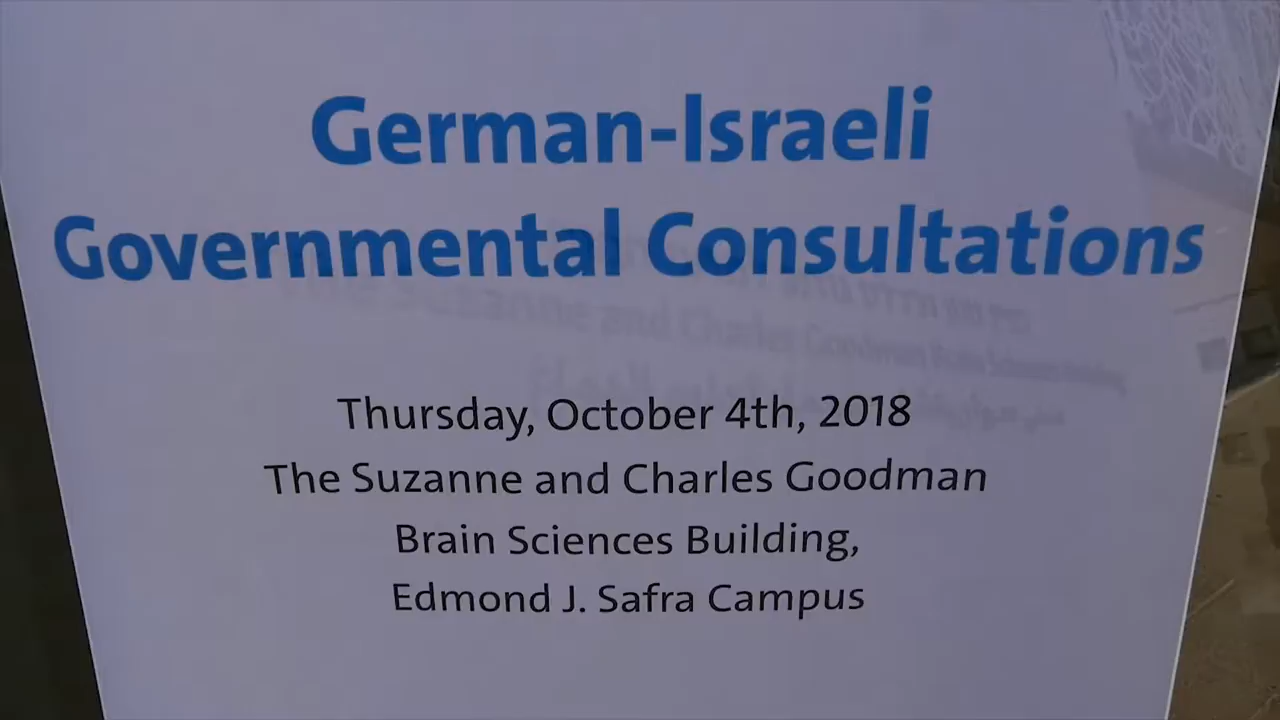 German-Israeli
Governmental Consultations
Thursday, October 4th, 2018
The Suzanne and Charles Goodman
Brain Sciences Building,
Edmond J. Safra Campus